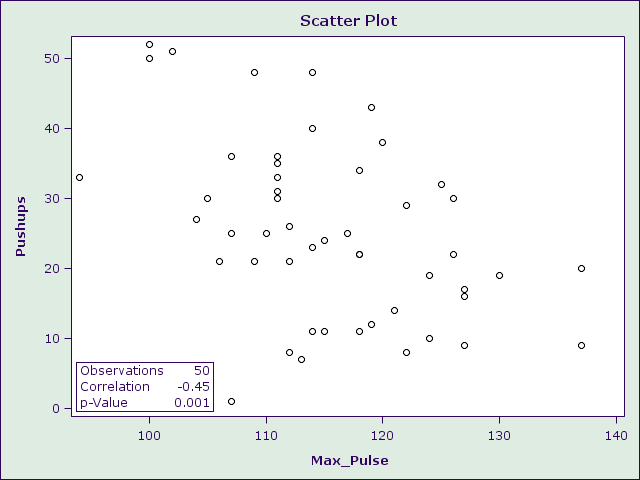 Scatter Plot
Pushups
50
40
30
20
10
0
Observations 50
Correlation -0.45
p-Value 0.001
100 110 120 130 140
Max_Pulse